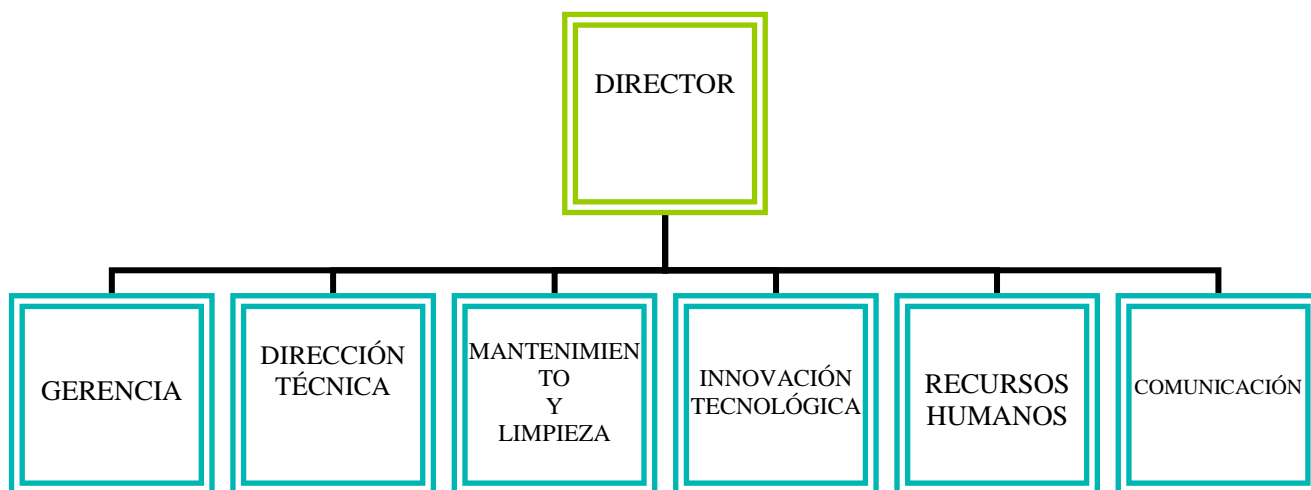 DIRECTOR
GERENCIA
DIRECCIÓN
TÉCNICA
MANTENIMIEN
TO
Y
LIMPIEZA
INNOVACIÓN
TECNOLÓGICA
RECURSOS
HUMANOS
COMUNICACIÓN